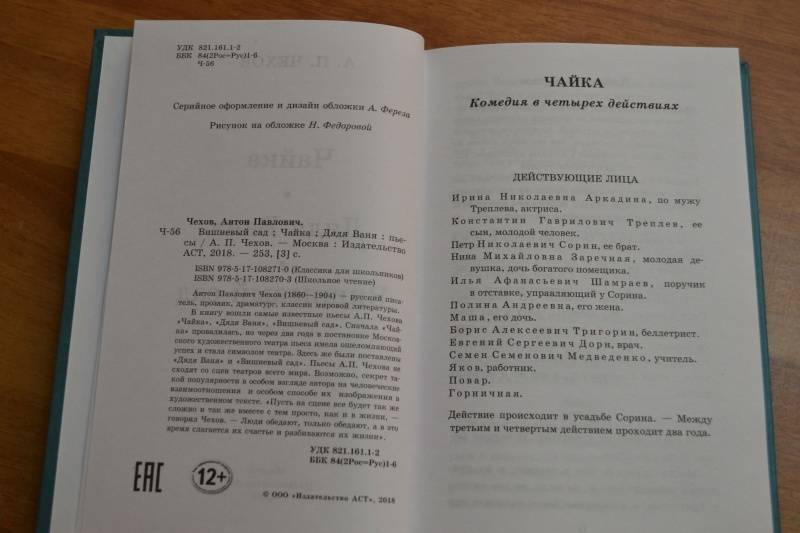 УДК 821.161.1-2
ББК 84(2Рос=Рус)1-6
Ч-56
Серийное оформление и дизайн обложки А. Фереза
Рисунок на обложке Н. Федоровой
Чехов, Антон Павлович.
Ч-56 Вишневый сад ; Чайка ; Дядя Ваня : пье-
сы / А. П. Чехов. — Москва : Издательство
АСТ, 2018. — 253, [3] с.
ISBN 978-5-17-108271-0 (Классика для школьников)
ISBN 978-5-17-108270-3 (Школьное чтение)
Антон Павлович Чехов (1860—1904) — русский писа-
тель, прозаик, драматург, классик мировой литературы.
В книгу вошли самые известные пьесы А.П. Чехова
«Чайка», «Дядя Ваня», «Вишневый сад». Сначала «Чай-
ка» провалилась, но через два года в постановке Москов-
ского художественного театра пьеса имела ошеломляющий
успех и стала символом театра. Здесь же были поставлены
«Дядя Ваня» и «Вишневый сад». Пьесы А.П. Чехова не
сходят со сцен театров всего мира. Возможно, секрет та-
кой популярности в особом взгляде автора на человеческие
взаимоотношения и особом способе их изображения в
художественном тексте. «Пусть на сцене все будет так же
сложно и так же вместе с тем просто, как и в жизни, —
говорил Чехов. — Люди обедают, только обедают, а в это
время слагается их счастье и разбиваются их жизни».
УДК 821.161.1-2
ББК 84(2Рос=Рус)1-6
ЕАС
12+
© ООО «Издательство АСТ», 2018
ЧАЙКА
Комедия в четырех действиях
ДЕЙСТВУЮЩИЕ ЛИЦА
Ирина Николаевна Аркадина, по мужу
Треплева, актриса.
Константин Гаврилович Треплев, ее
сын, молодой человек.
Петр Николаевич Сорин, ее брат.
Нина Михайловна Заречная, молодая де-
вушка, дочь богатого помещика.
Илья Афанасьевич Шамраев, поручик
в отставке, управляющий у Сорина.
Полина Андреевна, его жена.
Маша, его дочь.
Борис Алексеевич Тригорин, беллетрист.
Евгений Сергеевич Дорн, врач.
Семен Семенович Медведенко, учитель.
Яков, работник.
Повар.
Горничная.
Действие происходит в усадьбе Сорина. — Между
третьим и четвертым действием проходит два года.